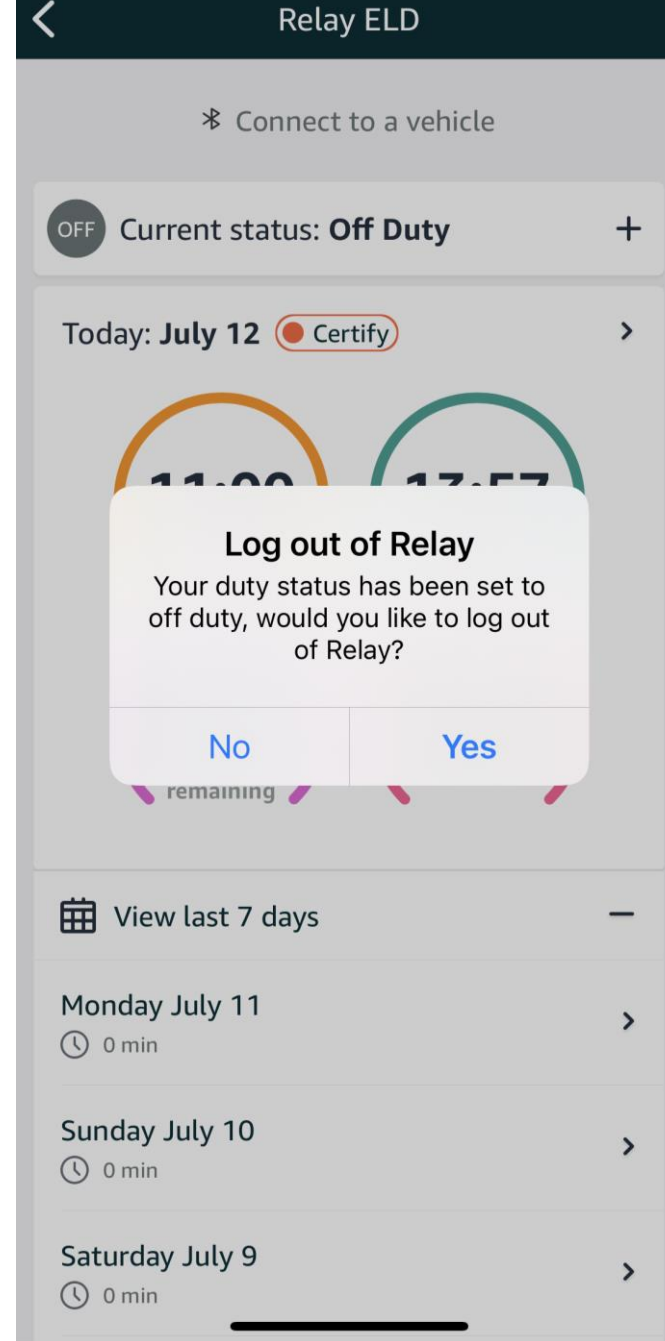 Relay ELD
Connect to a vehicle
OFF Current status: Off Duty
Today: July 12 Certify
Log out of Relay
Your duty status has been set to
off duty, would you like to log out
of Relay?
No Yes
remaining
View last 7 days
Monday July 11
0 min
Sunday July 10
0 min
Saturday July 9
0 min